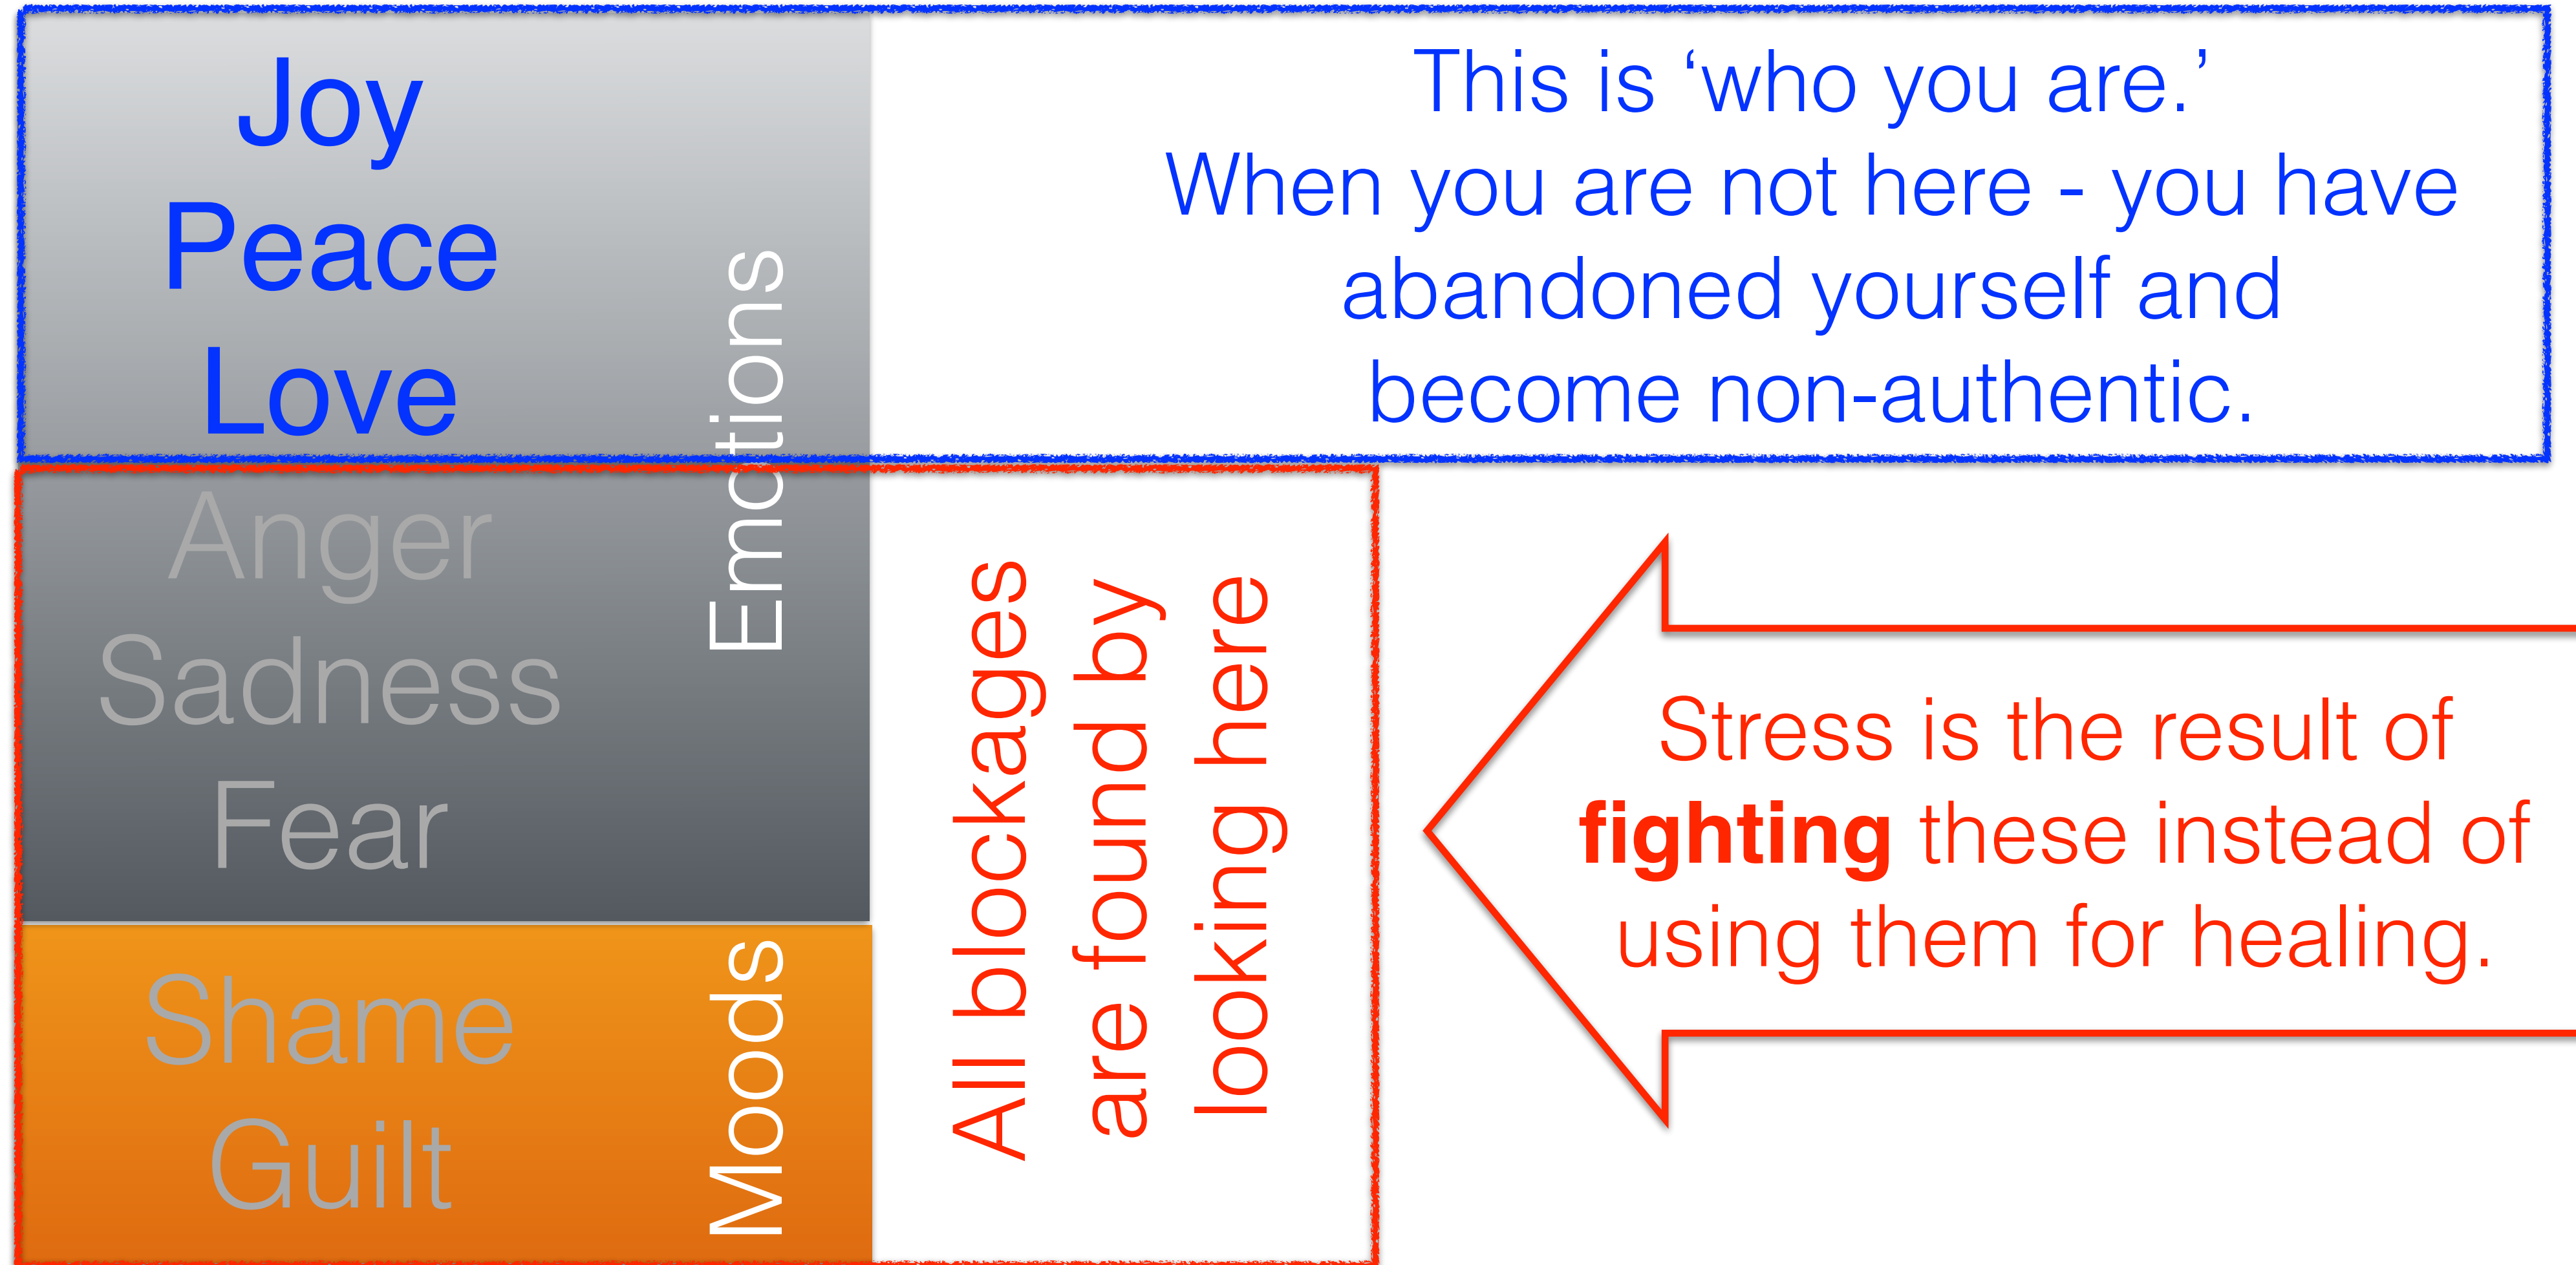 Joy
Peace
Love
Emotions
This is ‘who you are.’
When you are not here - you have
abandoned yourself and
become non-authentic.
Anger
Sadness
Fear
Shame
Guilt
Moods
All blockages
are found by
looking here
Stress is the result of
fighting these instead of
using them for healing.